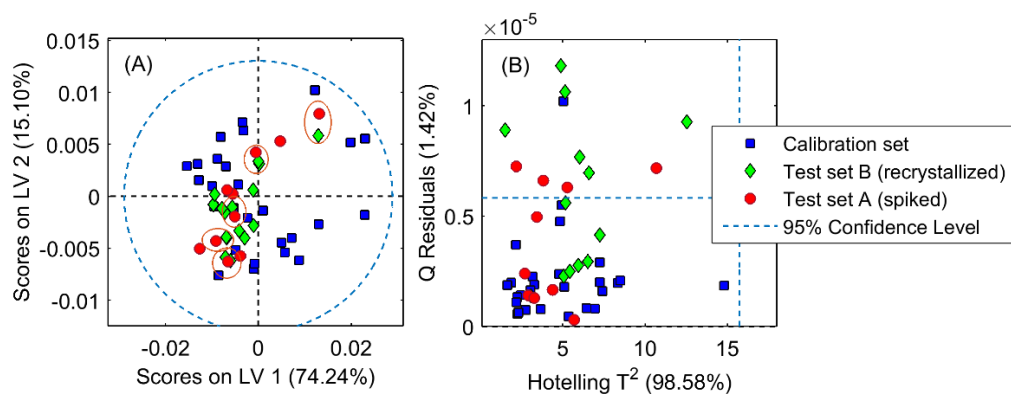 0.015
0.01
0.005
0
-0.005
-0.01
Scores on LV 2 (15.10%)
(A)
-0.02
0
0.02
Scores on LV 1 (74.24%)
×10⁻⁵
1
0.5
0
Q Residuals (1.42%)
(B)
5
10
15
Hotelling T² (98.58%)
Calibration set
Test set B (recrystallized)
Test set A (spiked)
95% Confidence Level